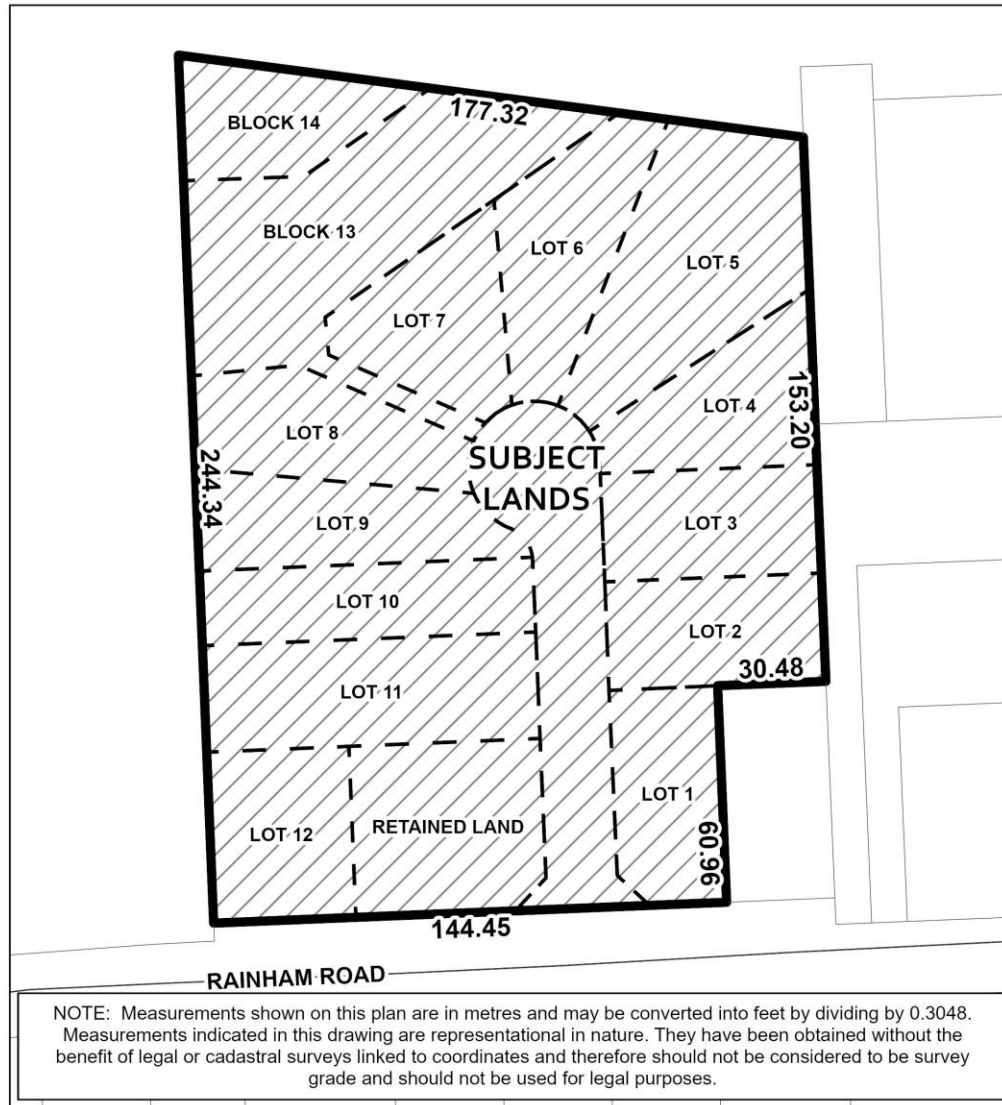 BLOCK 14
177.32
BLOCK 13
LOT 6
LOT 5
LOT 7
LOT 4
153.20
LOT 8
SUBJECT
LANDS
244.34
LOT 9
LOT 3
LOT 10
LOT 2
30.48
LOT 11
LOT 1
RETAINED LAND
LOT 12
60.96
144.45
RAINHAM ROAD
NOTE: Measurements shown on this plan are in metres and may be converted into feet by dividing by 0.3048.
Measurements indicated in this drawing are representational in nature. They have been obtained without the
benefit of legal or cadastral surveys linked to coordinates and therefore should not be considered to be survey
grade and should not be used for legal purposes.